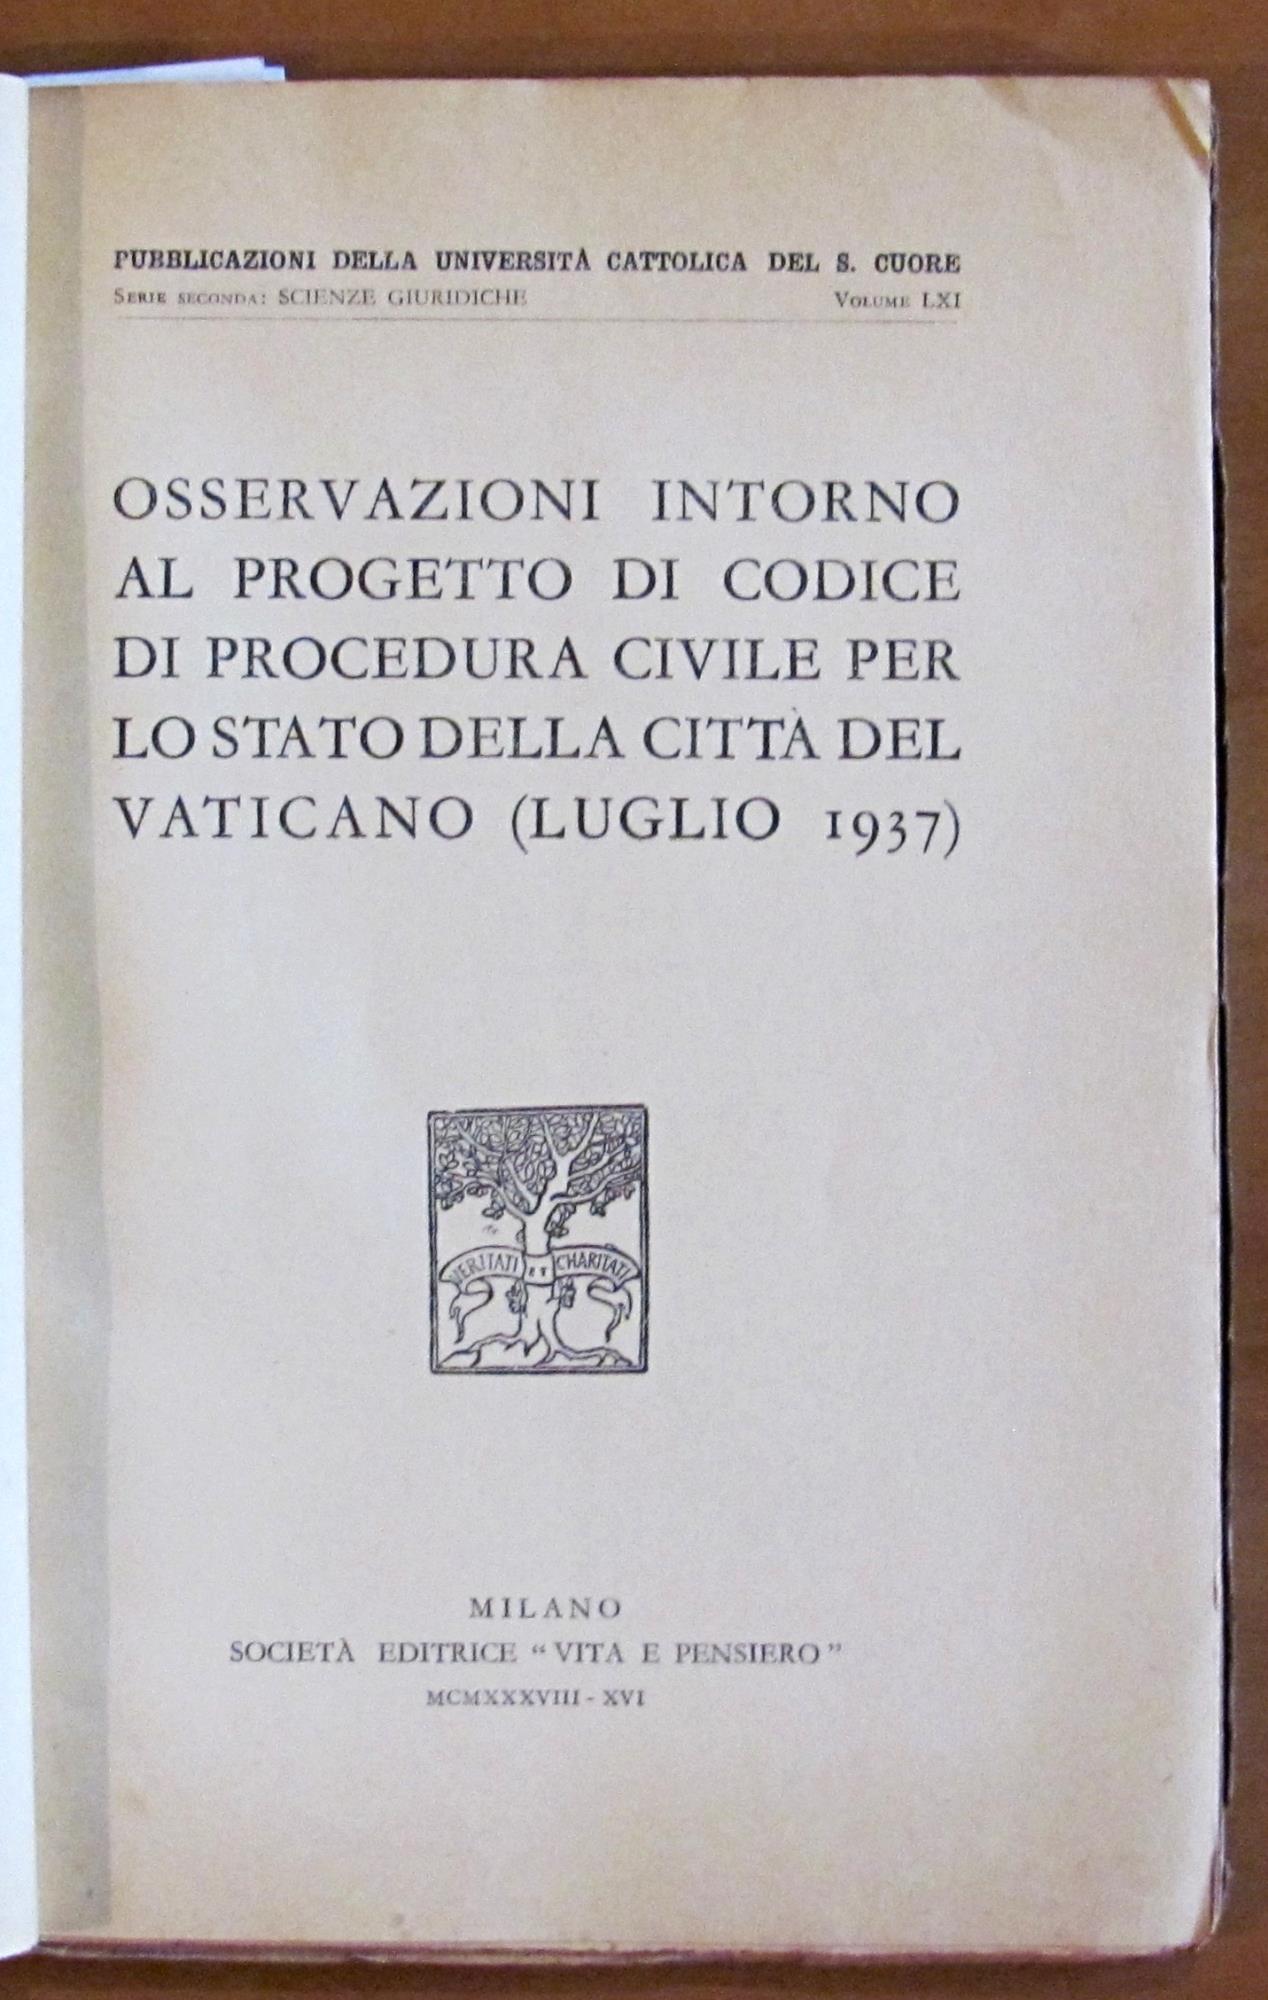 PUBBLICAZIONI DELLA UNIVERSITÀ CATTOLICA DEL S. CUORE
SERIE SECONDA: SCIENZE GIURIDICHE VOLUME LXI
OSSERVAZIONI INTORNO
AL PROGETTO DI CODICE
DI PROCEDURA CIVILE PER
LO STATO DELLA CITTÀ DEL
VATICANO (LUGLIO 1937)
VERITATI ET CHARITATI
MILANO
SOCIETÀ EDITRICE “VITA E PENSIERO”
MCMXXXVIII - XVI